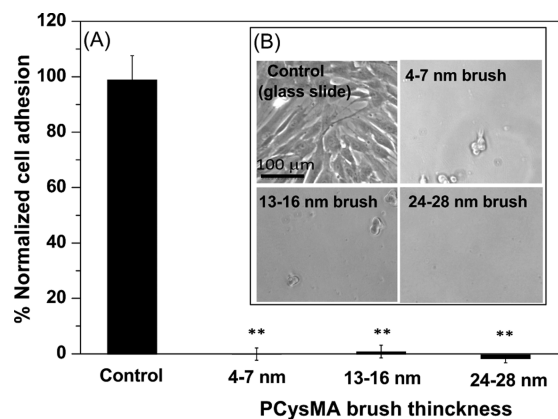 (A)
(B)
% Normalized cell adhesion
120
100
80
60
40
20
0
Control
(glass slide)
100 μm
4-7 nm brush
13-16 nm brush
24-28 nm brush
** ** **
Control 4-7 nm 13-16 nm 24-28 nm
PCysMA brush thinckness